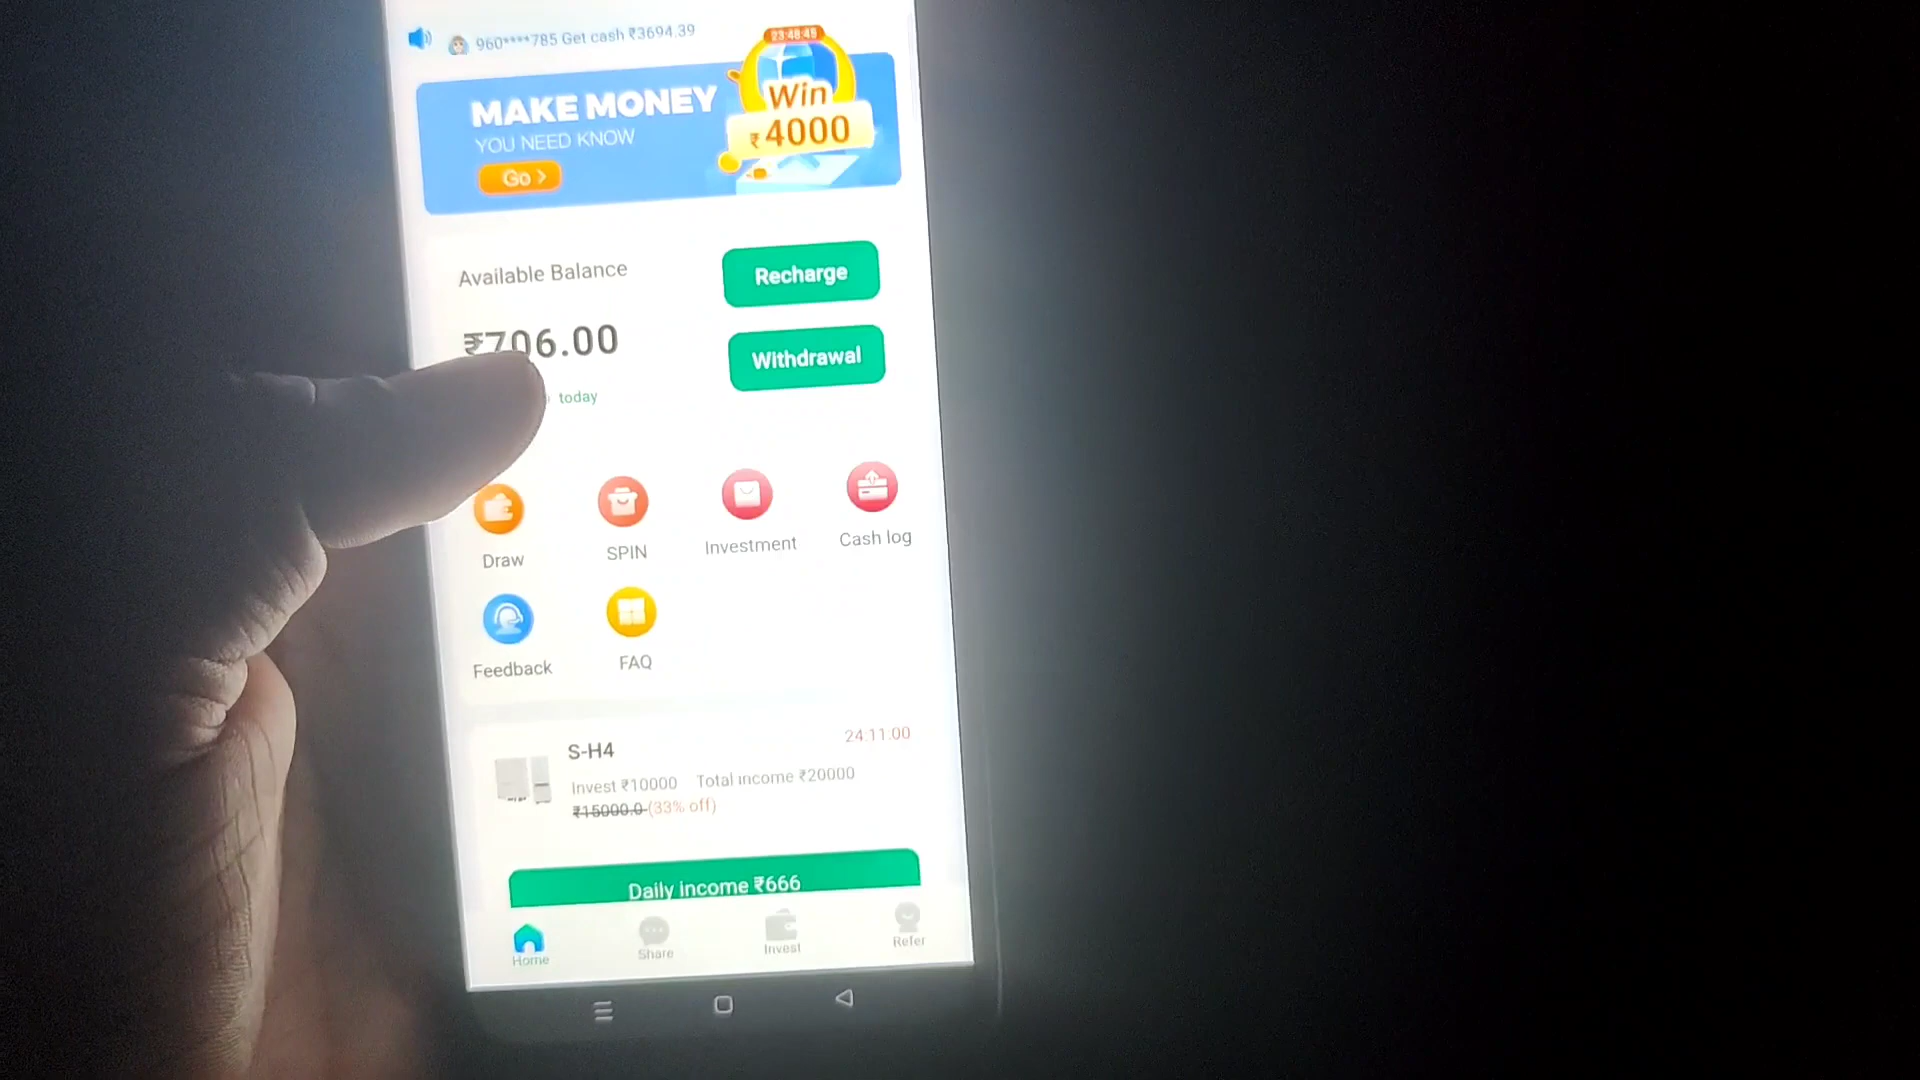 960****785 Get cash ₹3694.39
23:48:45
MAKE MONEY
YOU NEED KNOW
Go >
Win
₹4000
Available Balance
Recharge
₹706.00
Withdrawal
today
Draw
SPIN
Investment
Cash log
Feedback
FAQ
S-H4
24:11:00
Invest ₹10000 Total income ₹20000
₹15000.0 (33% off)
Daily income ₹666
Home
Share
Invest
Refer